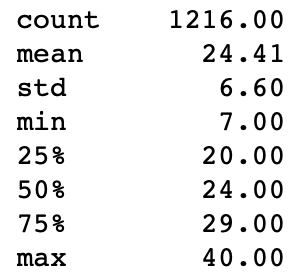 count 1216.00
mean 24.41
std 6.60
min 7.00
25% 20.00
50% 24.00
75% 29.00
max 40.00